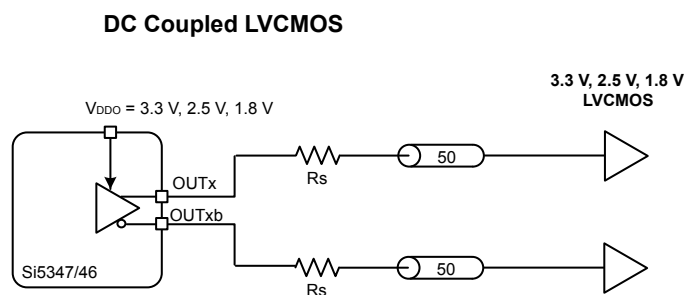 DC Coupled LVCMOS
3.3 V, 2.5 V, 1.8 V
LVCMOS
VDDO = 3.3 V, 2.5 V, 1.8 V
OUTx
Rs
50
OUTxb
Si5347/46
Rs
50